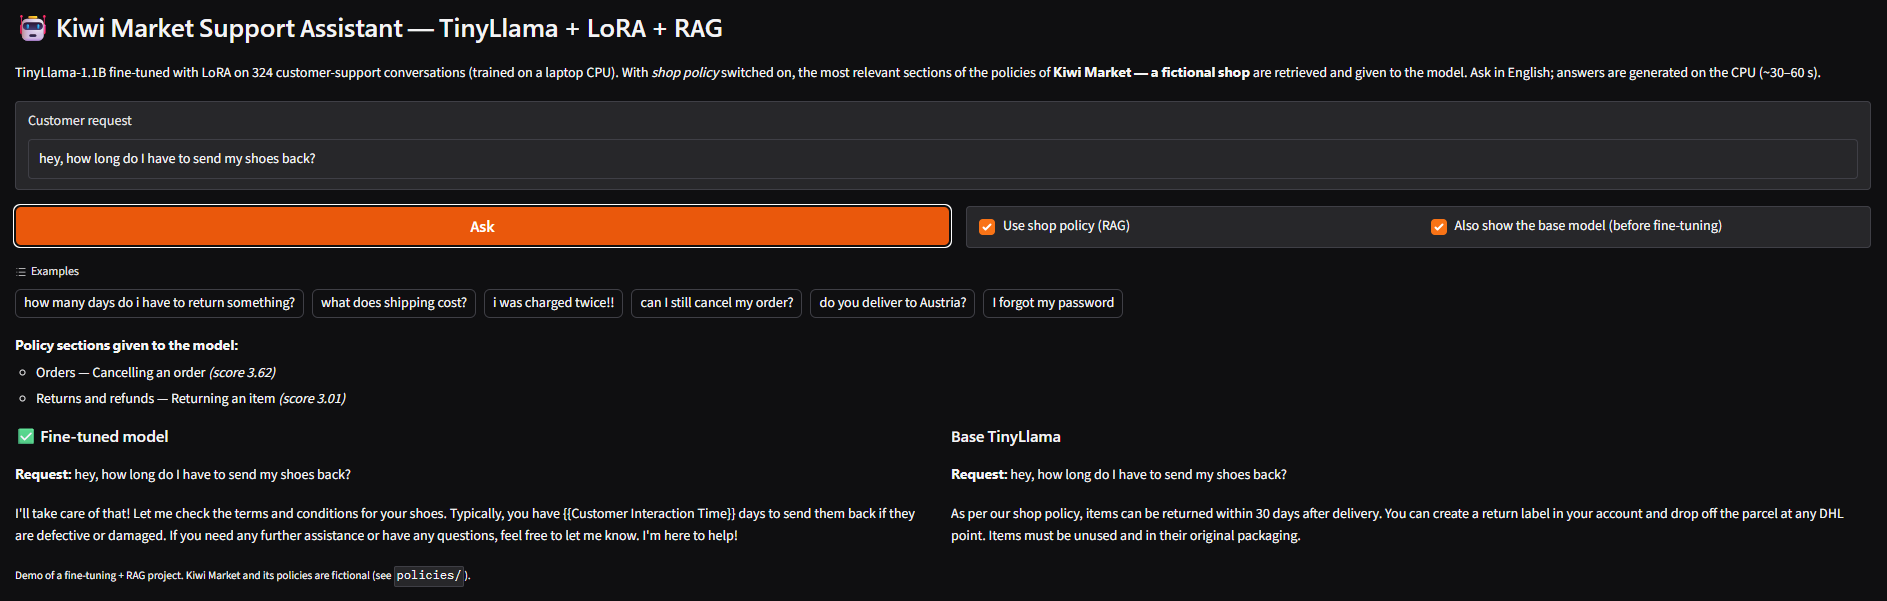 Kiwi Market Support Assistant — TinyLlama + LoRA + RAG
TinyLlama-1.1B fine-tuned with LoRA on 324 customer-support conversations (trained on a laptop CPU). With shop policy switched on, the most relevant sections of the policies of Kiwi Market — a fictional shop are retrieved and given to the model. Ask in English; answers are generated on the CPU (~30–60 s).
Customer request
hey, how long do I have to send my shoes back?
Ask
Use shop policy (RAG)
Also show the base model (before fine-tuning)
Examples
how many days do i have to return something?
what does shipping cost?
i was charged twice!!
can I still cancel my order?
do you deliver to Austria?
I forgot my password
Policy sections given to the model:
Orders — Cancelling an order (score 3.62)
Returns and refunds — Returning an item (score 3.01)
Fine-tuned model
Request: hey, how long do I have to send my shoes back?
I'll take care of that! Let me check the terms and conditions for your shoes. Typically, you have {{Customer Interaction Time}} days to send them back if they
are defective or damaged. If you need any further assistance or have any questions, feel free to let me know. I'm here to help!
Base TinyLlama
Request: hey, how long do I have to send my shoes back?
As per our shop policy, items can be returned within 30 days after delivery. You can create a return label in your account and drop off the parcel at any DHL
point. Items must be unused and in their original packaging.
Demo of a fine-tuning + RAG project. Kiwi Market and its policies are fictional (see policies/).